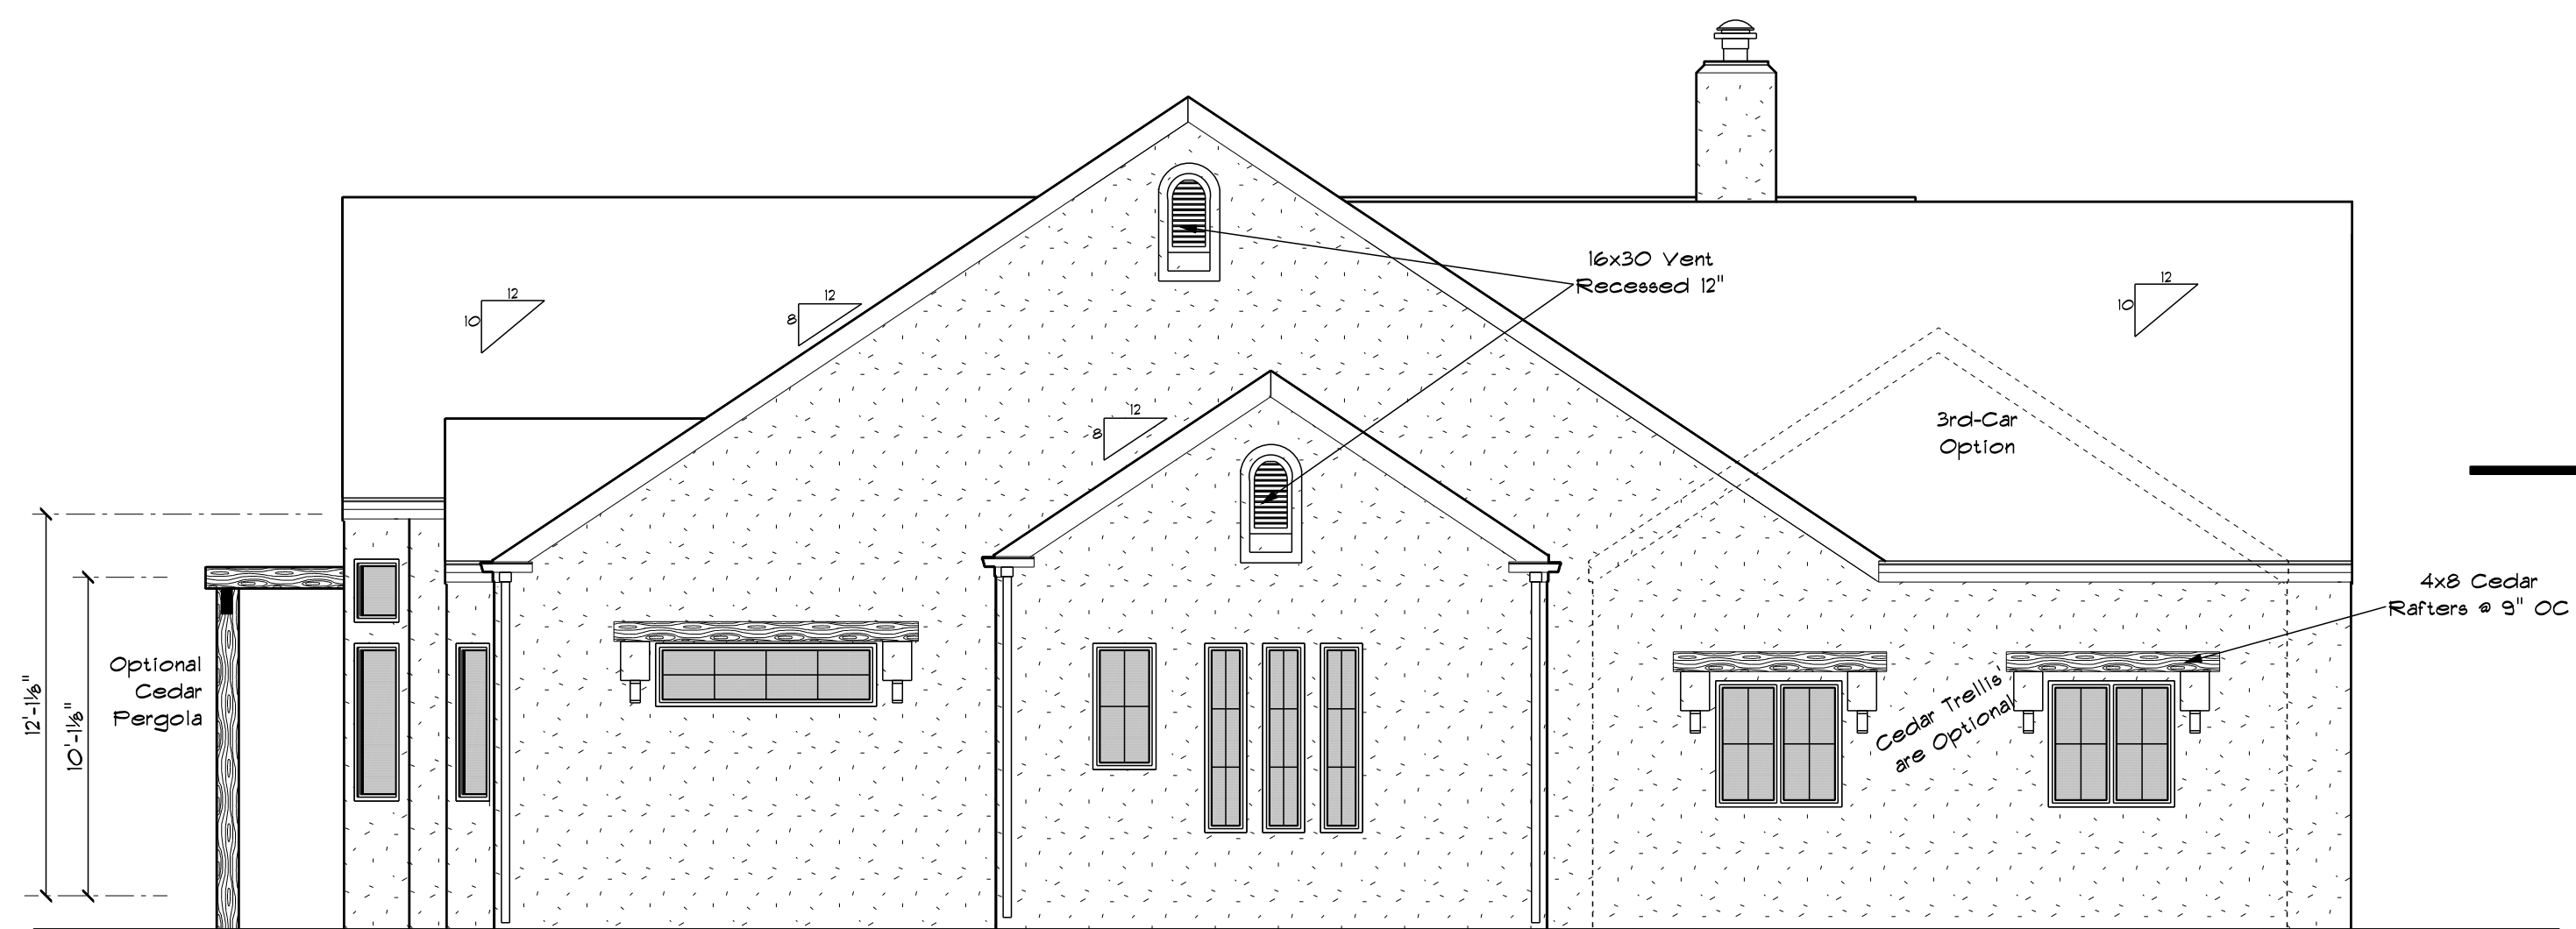 16x30 Vent
Recessed 12"
12
10
12
8
12
10
12
8
3rd-Car
Option
4x8 Cedar
Rafters @ 9" OC
Optional
Cedar
Pergola
12'-1⅛"
10'-1⅛"
Cedar Trellis'
are Optional